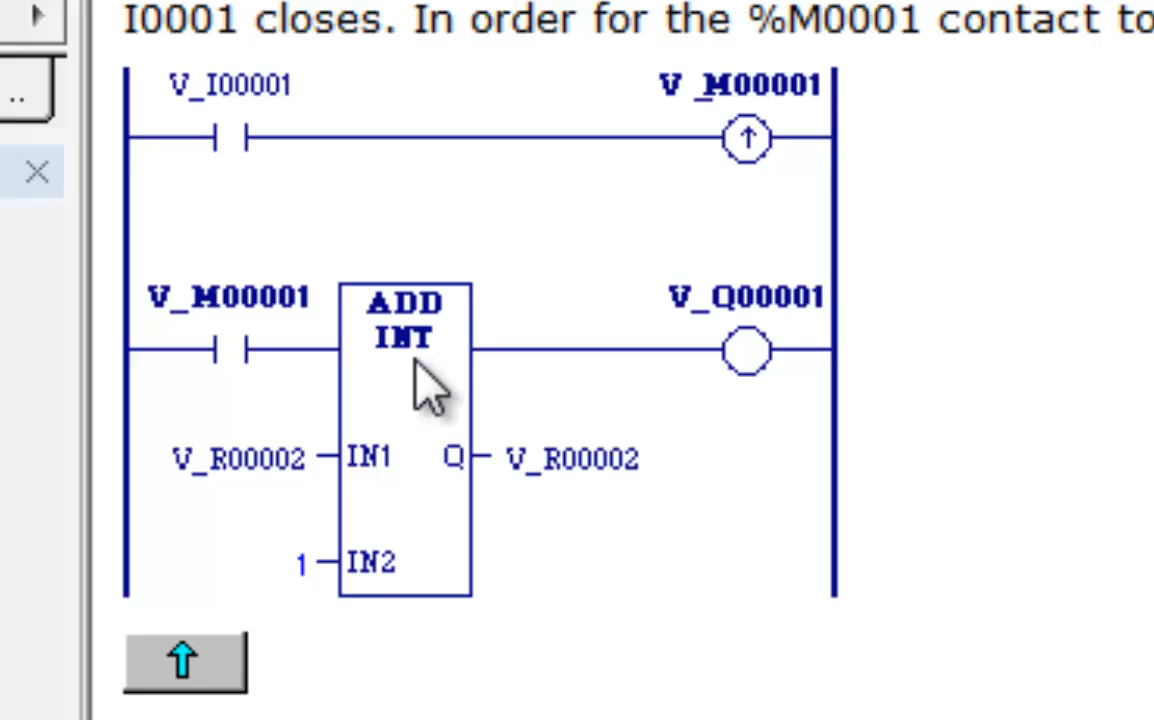 I0001 closes. In order for the %M0001 contact to
..
V_I00001 V_M00001
V_M00001 ADD V_Q00001
INT
V_R00002 IN1 Q V_R00002
1 IN2